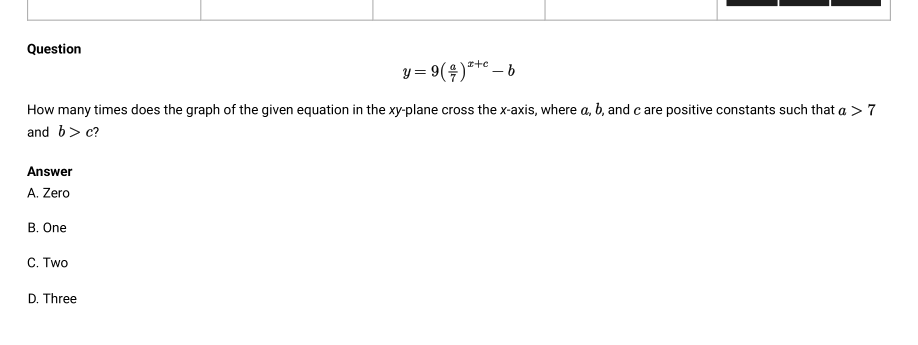 Question
y = 9(a/7)^{x+c} − b
How many times does the graph of the given equation in the xy-plane cross the x-axis, where a, b, and c are positive constants such that a > 7
and b > c?
Answer
A. Zero
B. One
C. Two
D. Three